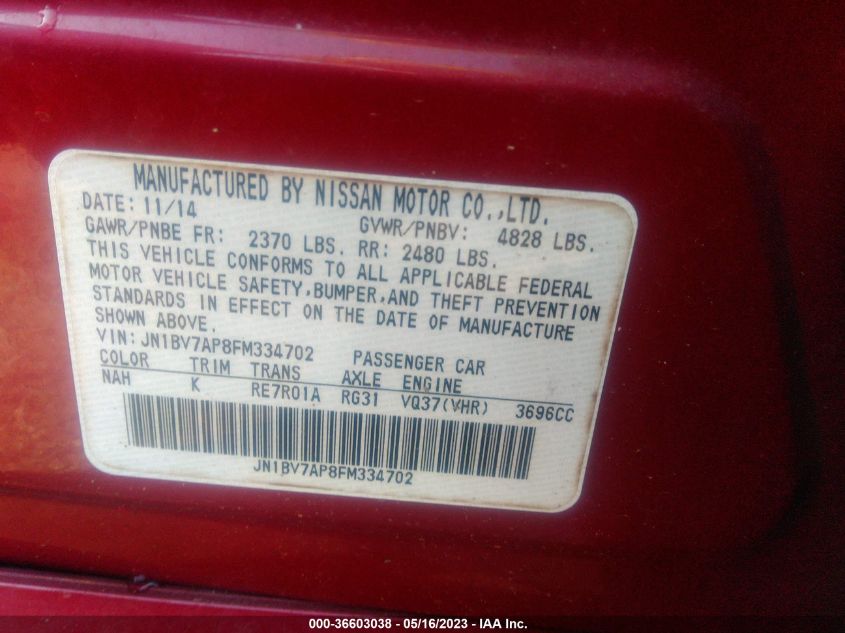 MANUFACTURED BY NISSAN MOTOR CO.,LTD.
DATE: 11/14 GVWR/PNBV: 4828 LBS.
GAWR/PNBE FR: 2370 LBS. RR: 2480 LBS.
THIS VEHICLE CONFORMS TO ALL APPLICABLE FEDERAL
MOTOR VEHICLE SAFETY,BUMPER,AND THEFT PREVENTION
STANDARDS IN EFFECT ON THE DATE OF MANUFACTURE
SHOWN ABOVE.
VIN: JN1BV7AP8FM334702 PASSENGER CAR
COLOR TRIM TRANS AXLE ENGINE
NAH K RE7R01A RG31 VQ37(VHR) 3696CC
JN1BV7AP8FM334702
000-36603038 - 05/16/2023 - IAA Inc.